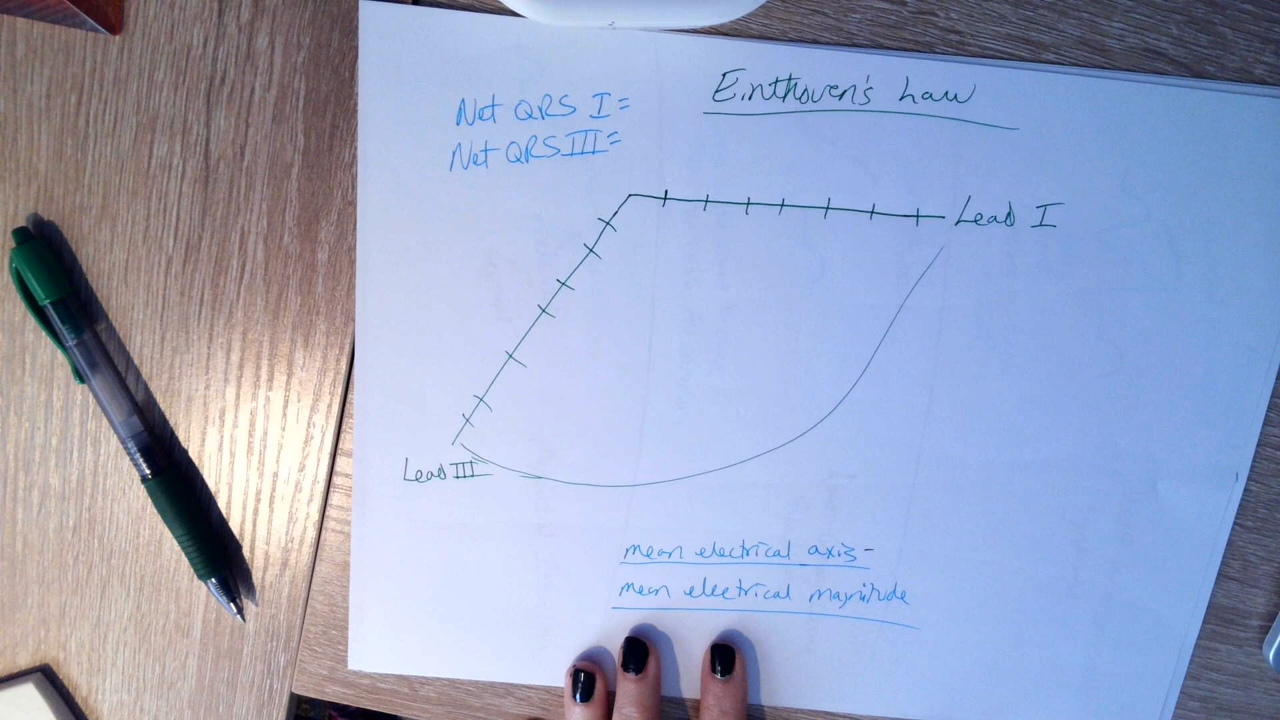 Einthoven's Law
Net QRS I =
Net QRS III =
Lead I
Lead III
mean electrical axis -
mean electrical magnitude